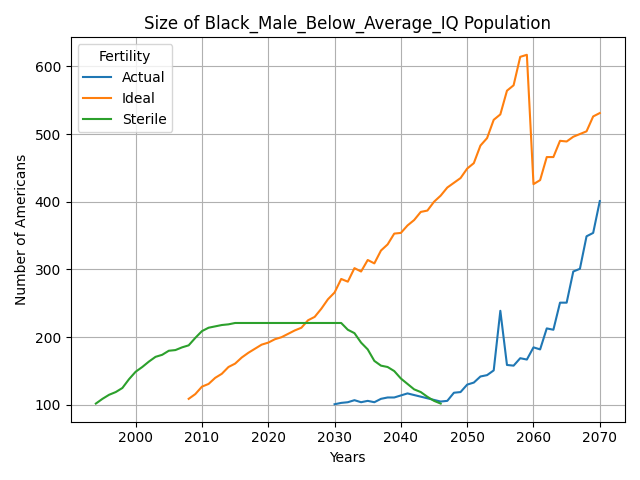 Size of Black_Male_Below_Average_IQ Population
Fertility
Actual
Ideal
Sterile
Number of Americans
600
500
400
300
200
100
2000 2010 2020 2030 2040 2050 2060 2070
Years